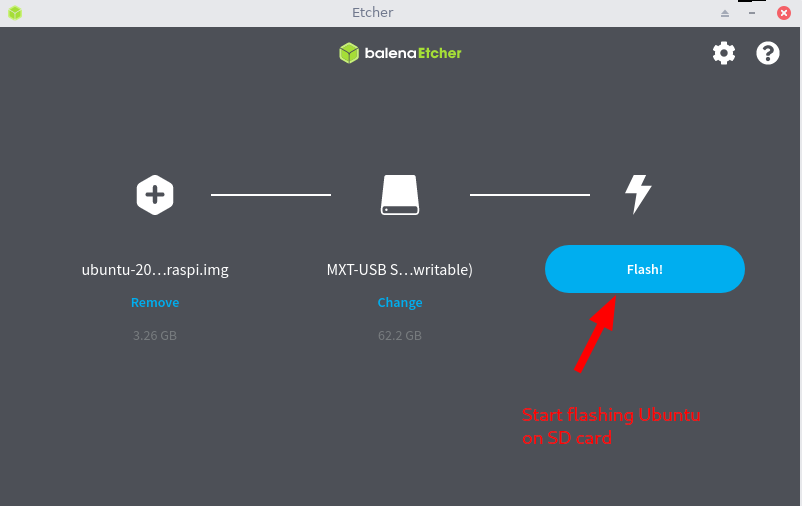 Etcher
balenaEtcher
ubuntu-20...raspi.img
MXT-USB S...writable)
Flash!
Remove
Change
3.26 GB
62.2 GB
Start flashing Ubuntu
on SD card